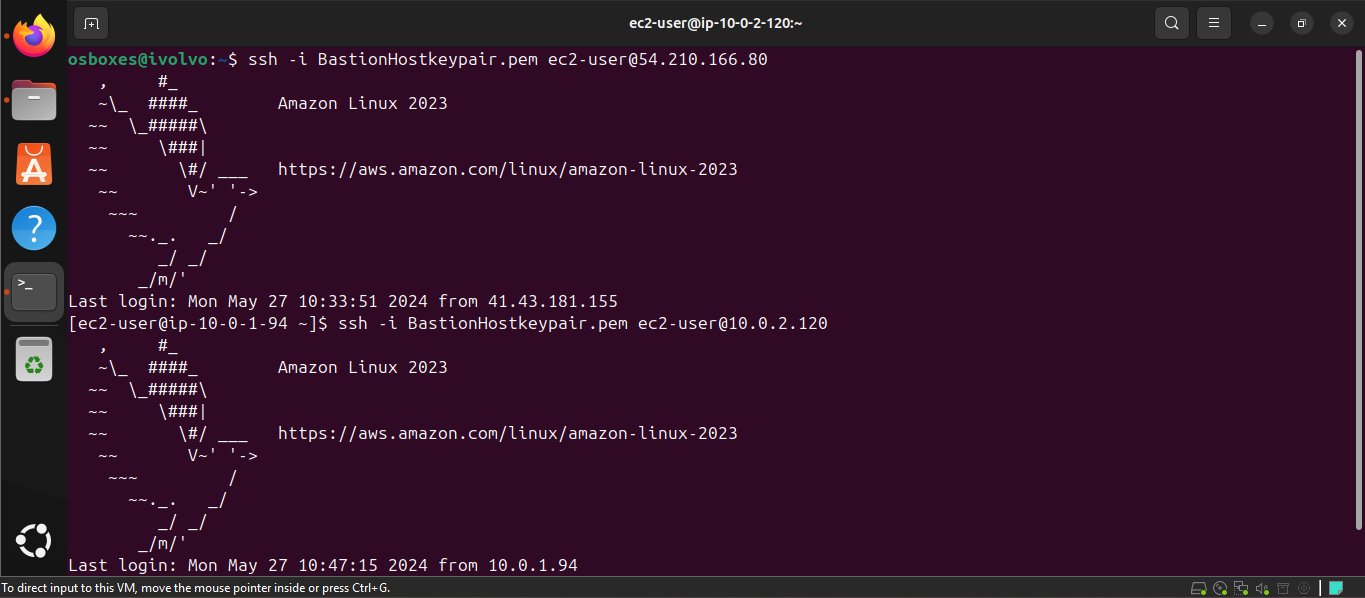 ec2-user@ip-10-0-2-120:~
osboxes@ivolvo:~$ ssh -i BastionHostkeypair.pem ec2-user@54.210.166.80
   ,     #_
   ~\_  ####_        Amazon Linux 2023
  ~~  \_#####\
  ~~     \###|
  ~~       \#/ ___   https://aws.amazon.com/linux/amazon-linux-2023
   ~~       V~' '->
    ~~~         /
      ~~._.   _/
         _/ _/
       _/m/'
Last login: Mon May 27 10:33:51 2024 from 41.43.181.155
[ec2-user@ip-10-0-1-94 ~]$ ssh -i BastionHostkeypair.pem ec2-user@10.0.2.120
   ,     #_
   ~\_  ####_        Amazon Linux 2023
  ~~  \_#####\
  ~~     \###|
  ~~       \#/ ___   https://aws.amazon.com/linux/amazon-linux-2023
   ~~       V~' '->
    ~~~         /
      ~~._.   _/
         _/ _/
       _/m/'
Last login: Mon May 27 10:47:15 2024 from 10.0.1.94
To direct input to this VM, move the mouse pointer inside or press Ctrl+G.